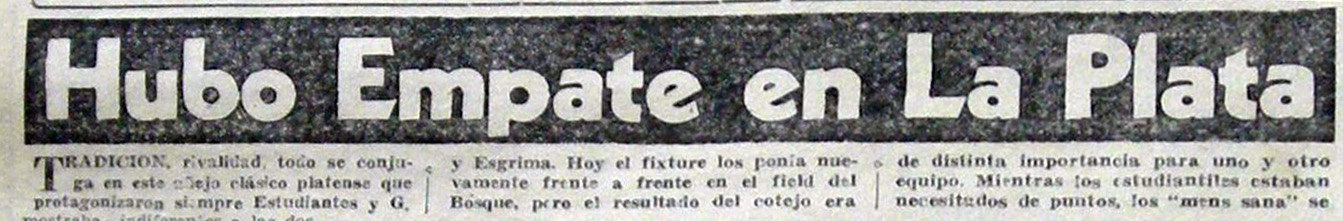 Hubo Empate en La Plata
TRADICION, rivalidad, todo se conju-
ga en este añejo clásico platense que
protagonizaron siempre Estudiantes y G.
y Esgrima. Hoy el fixture los ponía nue-
vamente frente a frente en el field del
Bosque, pero el resultado del cotejo era
de distinta importancia para uno y otro
equipo. Mientras los estudiantiles estaban
necesitados de puntos, los "mens sana" se